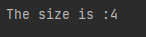 The size is :4